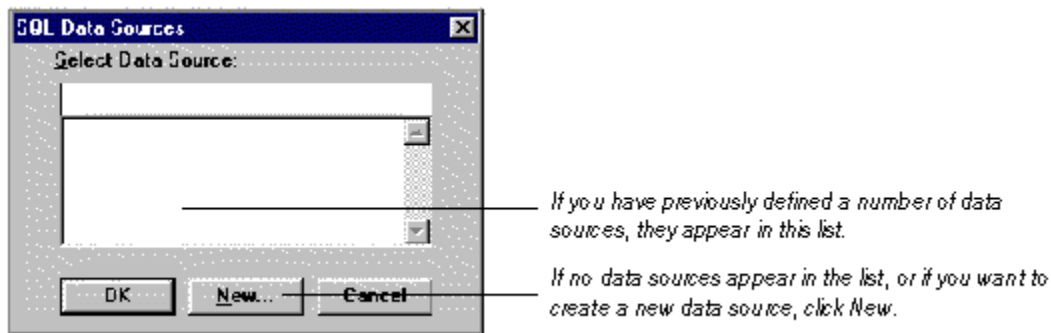 SQL Data Sources
Select Data Source:
If you have previously defined a number of data
sources, they appear in this list.
OK New... Cancel
If no data sources appear in the list, or if you want to
create a new data source, click New.